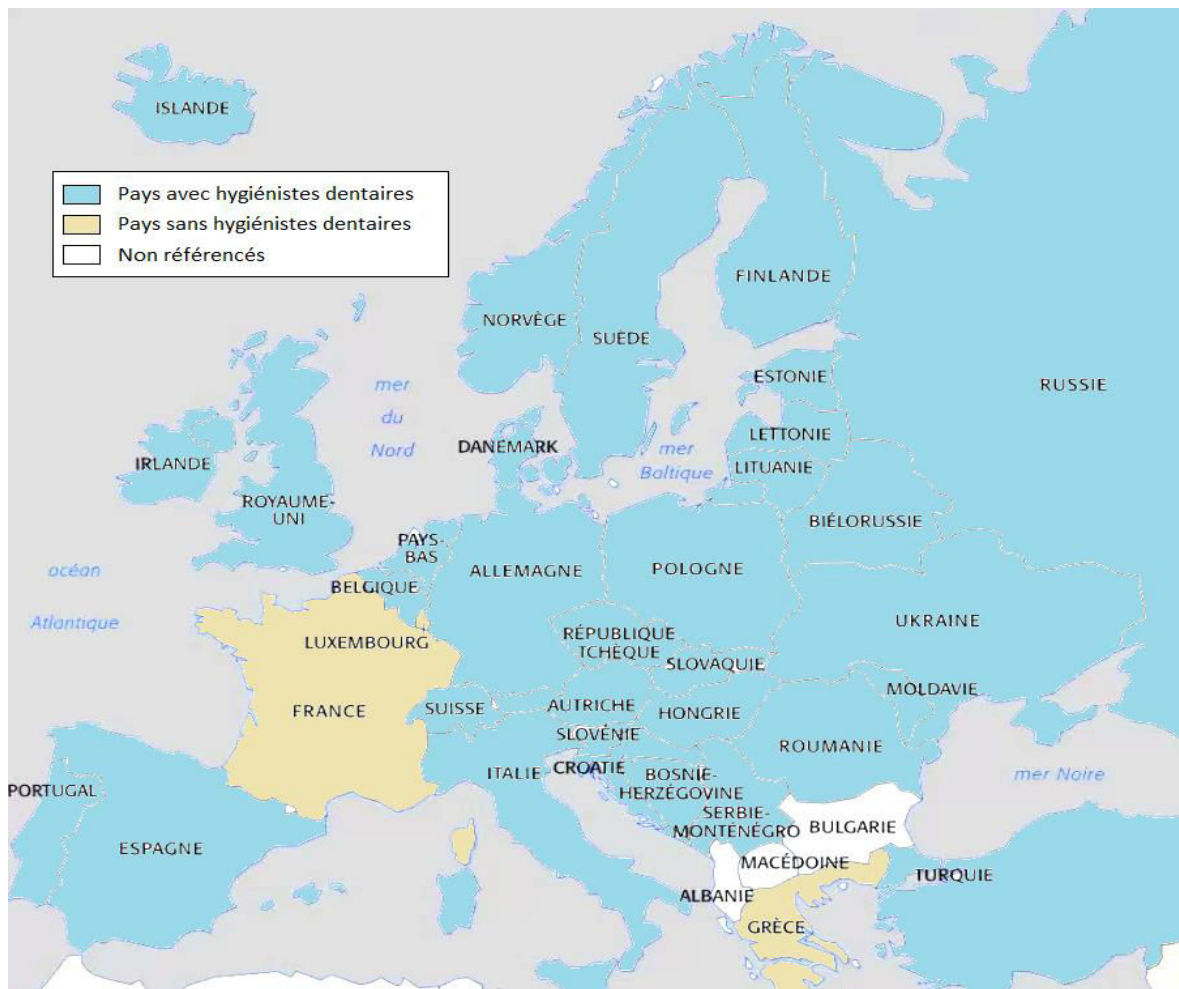 ISLANDE
Pays avec hygiénistes dentaires
Pays sans hygiénistes dentaires
Non référencés
FINLANDE
NORVÈGE
SUÈDE
ESTONIE
RUSSIE
mer
du
Nord
LETTONIE
DANEMARK
mer
Baltique
LITUANIE
IRLANDE
ROYAUME-
UNI
BIÉLORUSSIE
PAYS-
BAS
océan
Atlantique
ALLEMAGNE
POLOGNE
BELGIQUE
UKRAINE
LUXEMBOURG
RÉPUBLIQUE
TCHÈQUE
SLOVAQUIE
MOLDAVIE
FRANCE
SUISSE
AUTRICHE
HONGRIE
SLOVÉNIE
ROUMANIE
ITALIE
CROATIE
BOSNIE-
HERZÉGOVINE
mer Noire
PORTUGAL
ESPAGNE
SERBIE-
MONTÉNÉGRO
BULGARIE
MACÉDOINE
ALBANIE
TURQUIE
GRÈCE